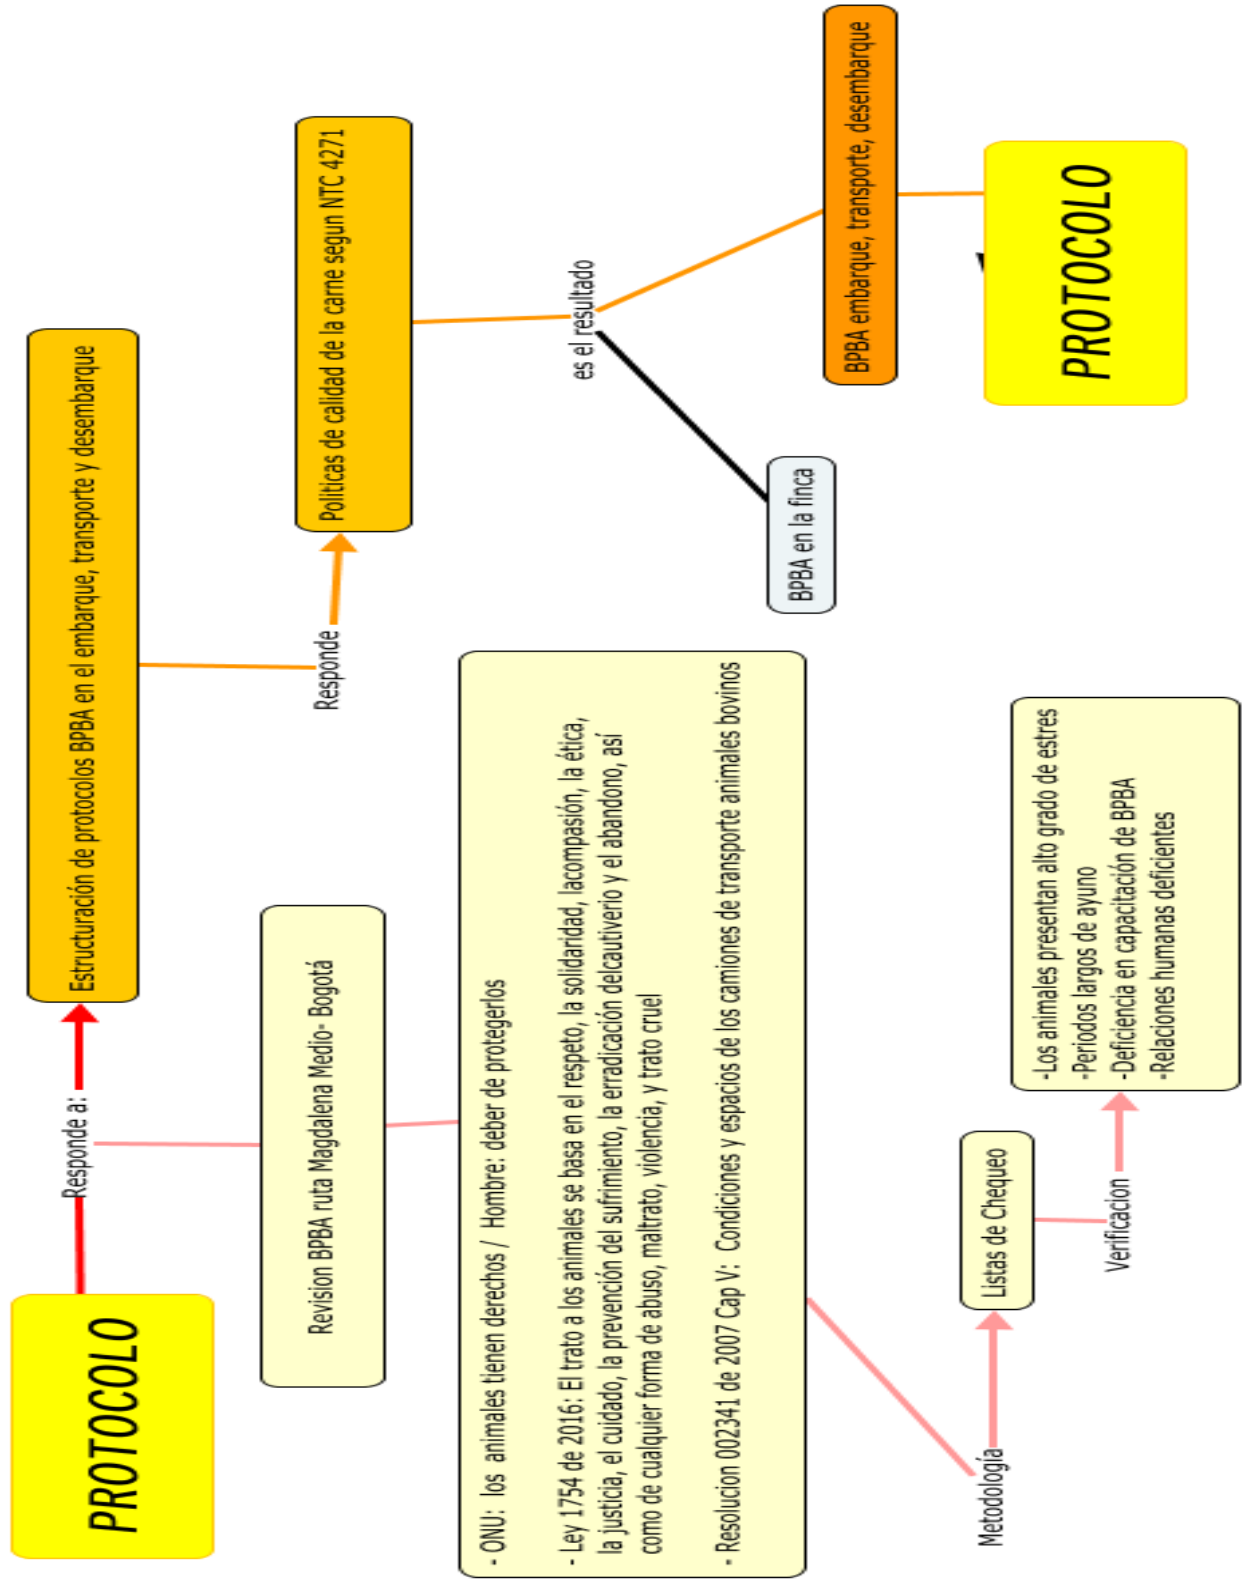 PROTOCOLO
Responde a:
Estructuración de protocolos BPBA en el embarque, transporte y desembarque
Revision BPBA ruta Magdalena Medio- Bogotá
Responde
Politicas de calidad de la carne segun NTC 4271
- ONU: los animales tienen derechos / Hombre: deber de protegerlos
- Ley 1754 de 2016: El trato a los animales se basa en el respeto, la solidaridad, lacompasión, la ética,
la justicia, el cuidado, la prevención del sufrimiento, la erradicación delcautiverio y el abandono, así
como de cualquier forma de abuso, maltrato, violencia, y trato cruel
- Resolucion 002341 de 2007 Cap V: Condiciones y espacios de los camiones de transporte animales bovinos
es el resultado
BPBA en la finca
BPBA embarque, transporte, desembarque
PROTOCOLO
Metodología
Listas de Chequeo
Verificacion
-Los animales presentan alto grado de estres
-Periodos largos de ayuno
-Deficiencia en capacitación de BPBA
-Relaciones humanas deficientes